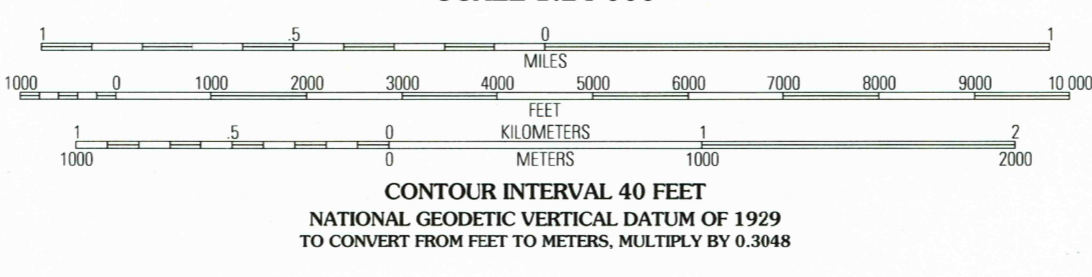 1 .5 0 1
MILES
1000 0 1000 2000 3000 4000 5000 6000 7000 8000 9000 10 000
FEET
1 .5 0 KILOMETERS 1 2
1000 0 METERS 1000 2000
CONTOUR INTERVAL 40 FEET
NATIONAL GEODETIC VERTICAL DATUM OF 1929
TO CONVERT FROM FEET TO METERS, MULTIPLY BY 0.3048